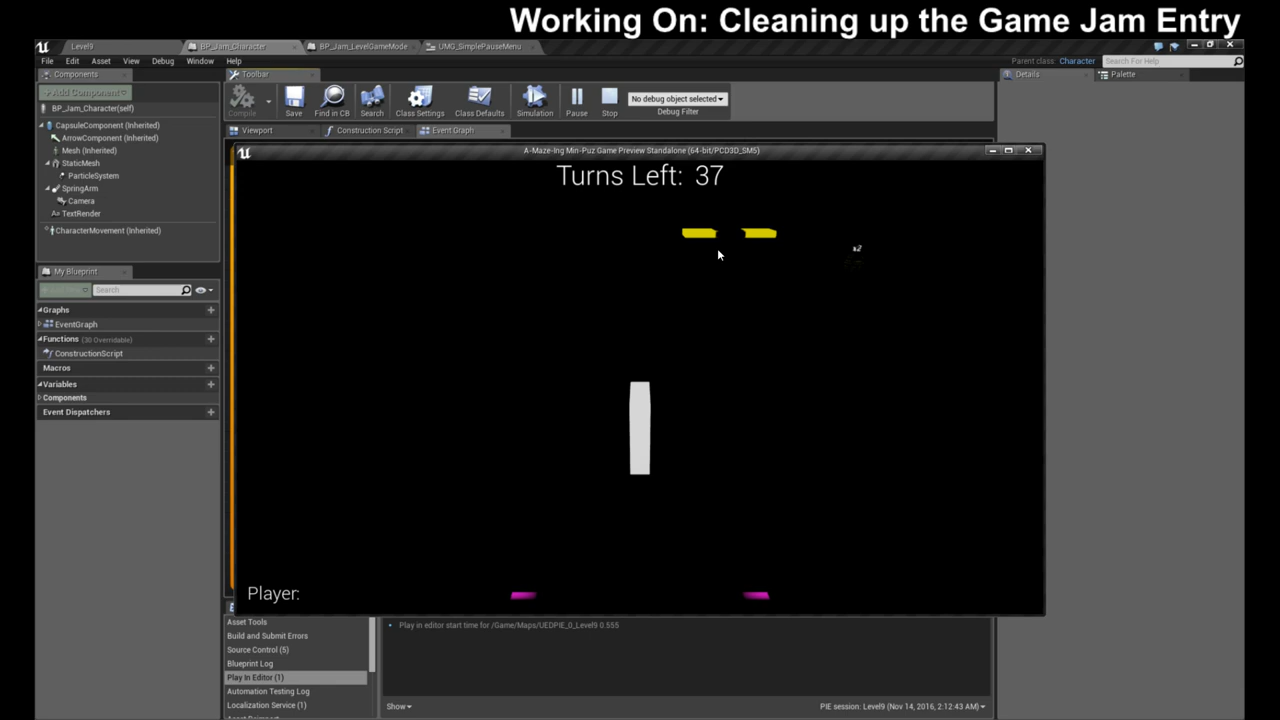 Working On: Cleaning up the Game Jam Entry
Level9
BP_Jam_Character
BP_Jam_LevelGameMode
UMG_SimplePauseMenu
File Edit Asset View Debug Window Help
Parent class: Character
Search For Help
Components
Toolbar
Details
Palette
Add Component
Compile
Save
Find in CB
Search
Class Settings
Class Defaults
Simulation
Pause
Stop
No debug object selected
Debug Filter
BP_Jam_Character(self)
CapsuleComponent (Inherited)
ArrowComponent (Inherited)
Mesh (Inherited)
StaticMesh
ParticleSystem
SpringArm
Camera
TextRender
CharacterMovement (Inherited)
Viewport
Construction Script
Event Graph
A-Maze-Ing Min-Puz Game Preview Standalone (64-bit/PCD3D_SM5)
Turns Left: 37
x2
Player:
My Blueprint
Search
Graphs
EventGraph
Functions (30 Overridable)
ConstructionScript
Macros
Variables
Components
Event Dispatchers
Asset Tools
Build and Submit Errors
Source Control (5)
Blueprint Log
Play In Editor (1)
Automation Testing Log
Localization Service (1)
Play in editor start time for /Game/Maps/UEDPIE_0_Level9 0.555
Show
PIE session: Level9 (Nov 14, 2016, 2:12:43 AM)